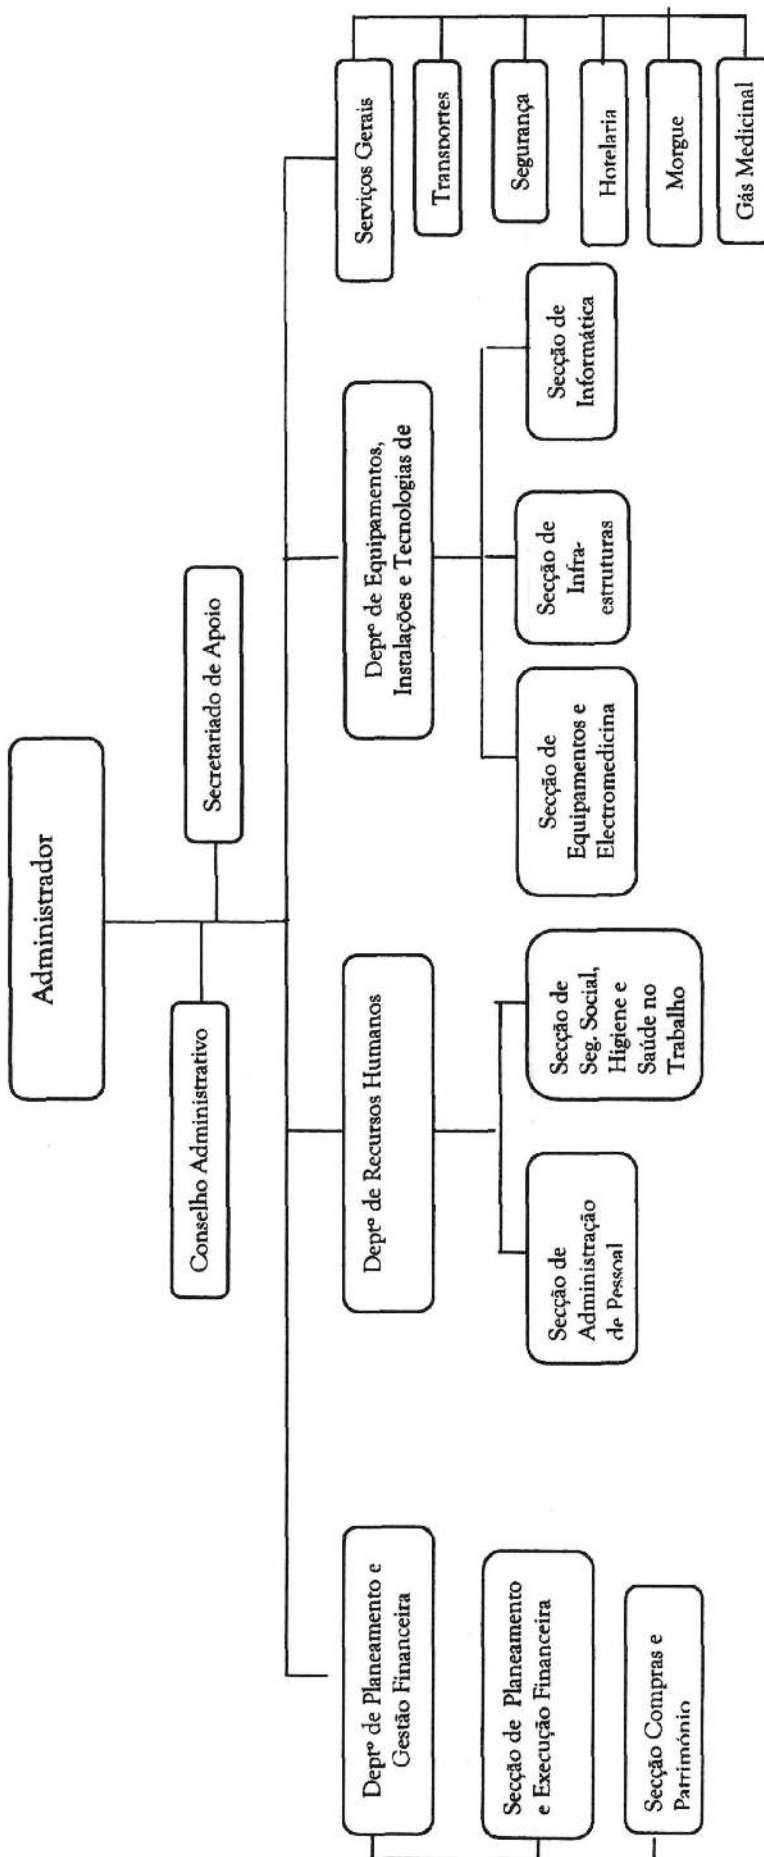 Administrador
Conselho Administrativo
Secretariado de Apoio
Deptº de Planeamento e
Gestão Financeira
Secção de Planeamento
e Execução Financeira
Secção Compras e
Património
Deptº de Recursos Humanos
Secção de
Administração
de Pessoal
Secção de
Seg. Social,
Higiene e
Saúde no
Trabalho
Deptº de Equipamentos,
Instalações e Tecnologias de
Secção de
Equipamentos e
Electromedicina
Secção de
Infra-
estruturas
Secção de
Informática
Serviços Gerais
Transportes
Segurança
Hotelaria
Morgue
Gás Medicinal